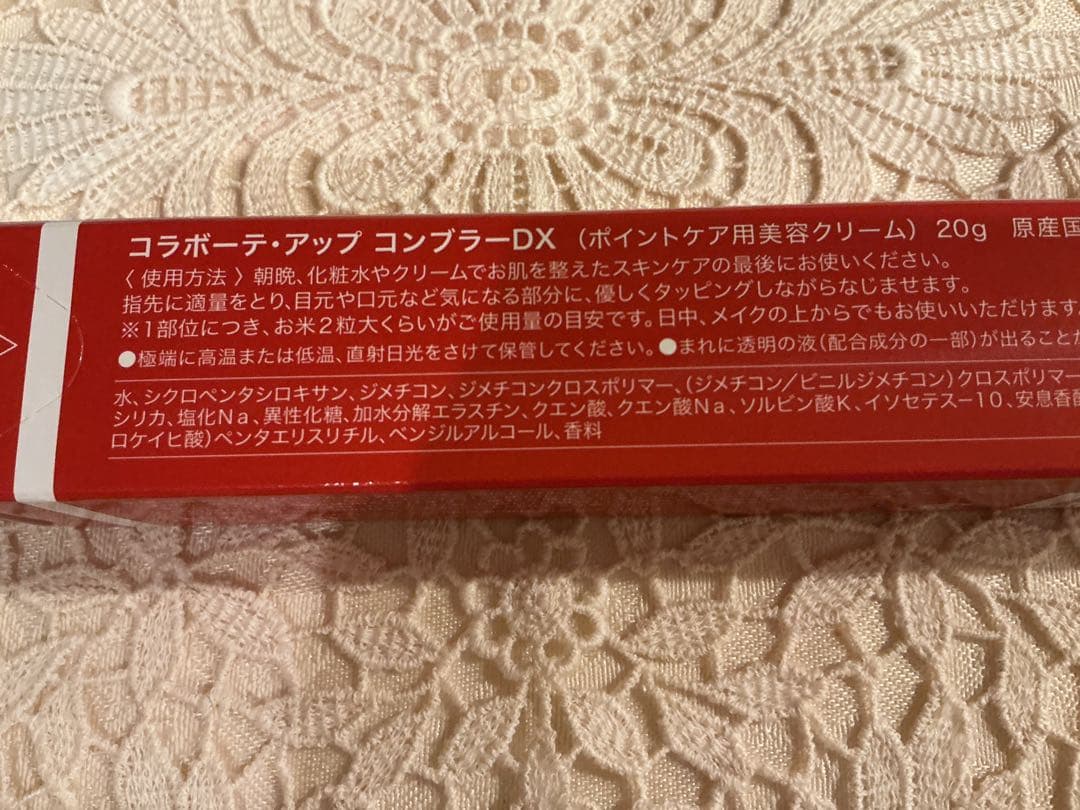 コラボーテ・アップ コンブラーDX (ポイントケア用美容クリーム) 20g 原産国
〈使用方法〉朝晩、化粧水やクリームでお肌を整えたスキンケアの最後にお使いください。
指先に適量をとり、目元や口元など気になる部分に、優しくタッピングしながらなじませます。
※1部位につき、お米2粒大くらいがご使用量の目安です。日中、メイクの上からでもお使いいただけます。
●極端に高温または低温、直射日光をさけて保管してください。●まれに透明の液(配合成分の一部)が出ることが
水、シクロペンタシロキサン、ジメチコン、ジメチコンクロスポリマー、(ジメチコン/ビニルジメチコン)クロスポリマー
シリカ、塩化Na、異性化糖、加水分解エラスチン、クエン酸、クエン酸Na、ソルビン酸K、イソセテス-10、安息香酸
ロケイヒ酸)ペンタエリスリチル、ベンジルアルコール、香料